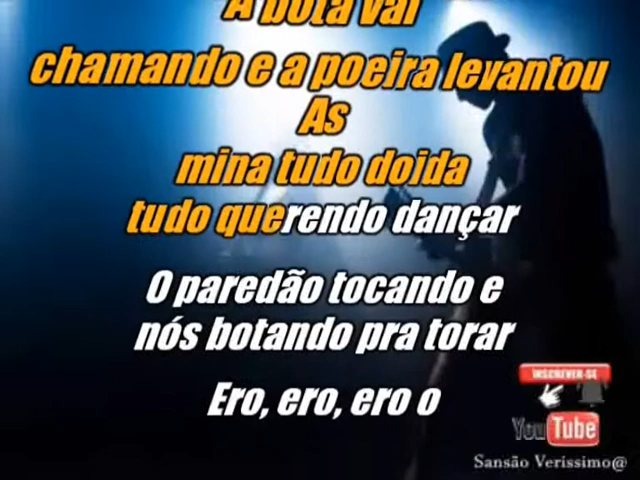 A bota vai
chamando e a poeira levantou
As
mina tudo doida
tudo querendo dançar
O paredão tocando e
nós botando pra torar
Ero, ero, ero o
INSCREVER-SE
YouTube
Sansão Veríssimo@